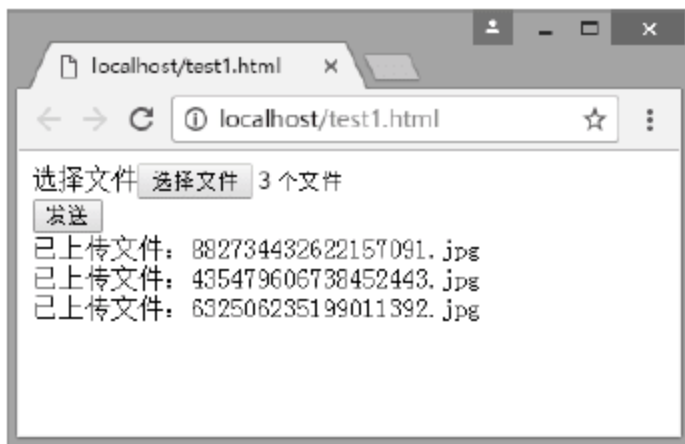 localhost/test1.html
localhost/test1.html
选择文件 选择文件 3 个文件
发送
已上传文件: 882734432622157091.jpg
已上传文件: 435479606738452443.jpg
已上传文件: 632506235199011392.jpg